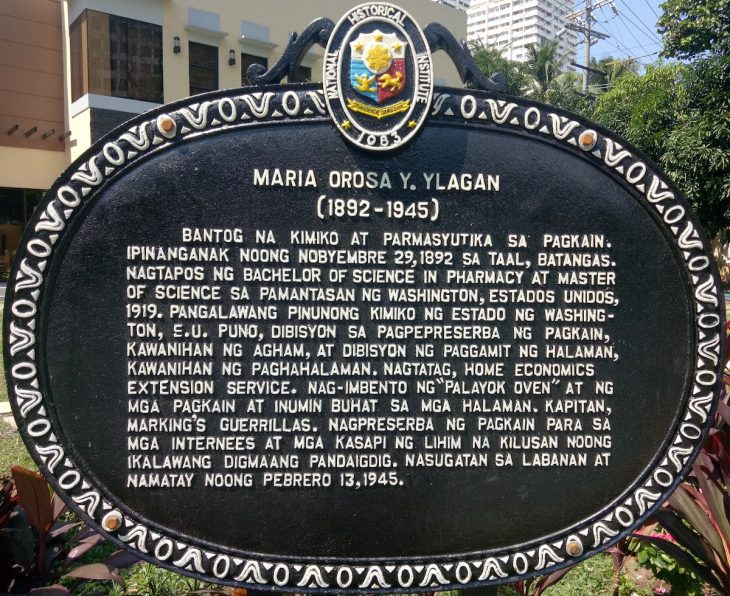 NATIONAL HISTORICAL INSTITUTE
1983
MARIA OROSA Y. YLAGAN
(1892-1945)
BANTOG NA KIMIKO AT PARMASYUTIKA SA PAGKAIN.
IPINANGANAK NOONG NOBYEMBRE 29, 1892 SA TAAL, BATANGAS.
NAGTAPOS NG BACHELOR OF SCIENCE IN PHARMACY AT MASTER
OF SCIENCE SA PAMANTASAN NG WASHINGTON, ESTADOS UNIDOS,
1919. PANGALAWANG PINUNONG KIMIKO NG ESTADO NG WASHING-
TON, E.U. PUNO, DIBISYON SA PAGPEPRESERBA NG PAGKAIN,
KAWANIHAN NG AGHAM, AT DIBISYON NG PAGGAMIT NG HALAMAN,
KAWANIHAN NG PAGHAHALAMAN. NAGTATAG, HOME ECONOMICS
EXTENSION SERVICE. NAG-IMBENTO NG "PALAYOK OVEN" AT NG
MGA PAGKAIN AT INUMIN BUHAT SA MGA HALAMAN. KAPITAN,
MARKING'S GUERRILLAS. NAGPRESERBA NG PAGKAIN PARA SA
MGA INTERNEES AT MGA KASAPI NG LIHIM NA KILUSAN NOONG
IKALAWANG DIGMAANG PANDAIGDIG. NASUGATAN SA LABANAN AT
NAMATAY NOONG PEBRERO 13, 1945.